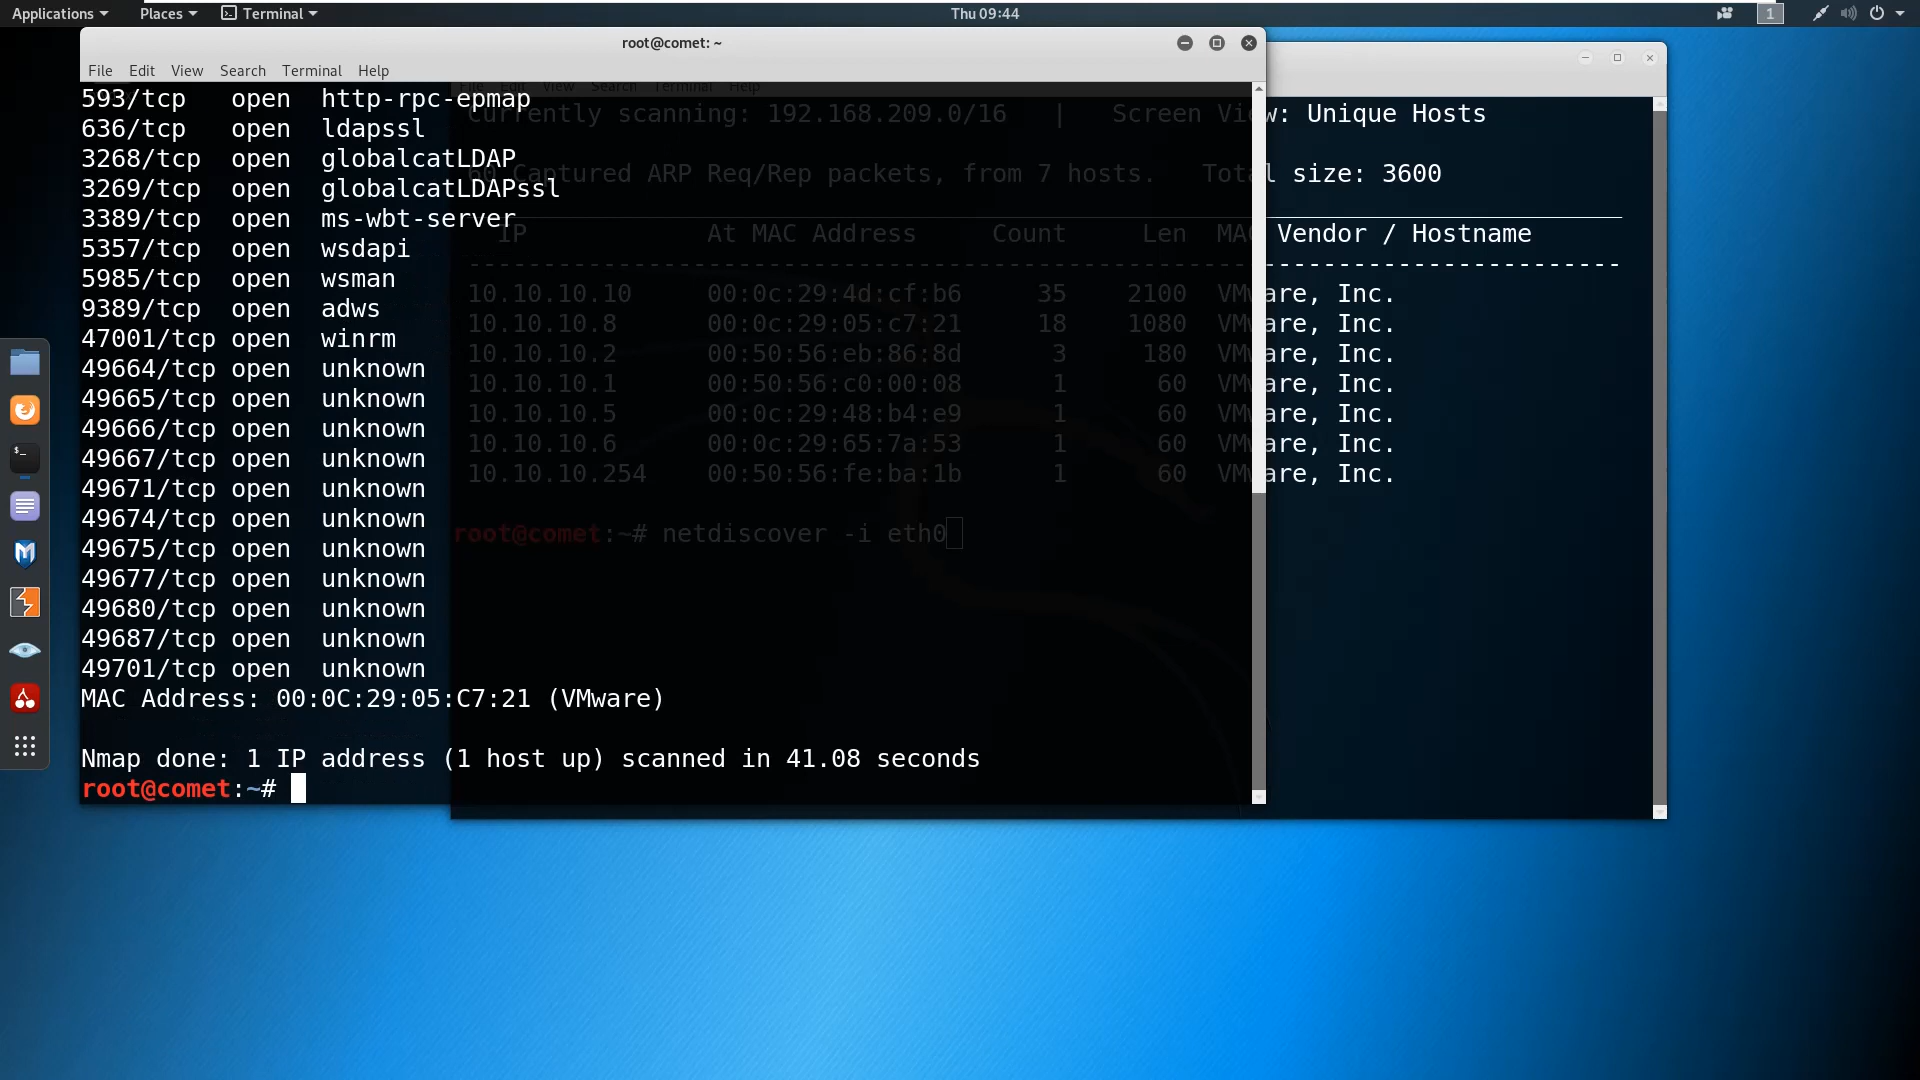 Applications Places Terminal Thu 09:44 1
root@comet: ~
File Edit View Search Terminal Help
593/tcp   open  http-rpc-epmap
636/tcp   open  ldapssl
3268/tcp  open  globalcatLDAP
3269/tcp  open  globalcatLDAPssl
3389/tcp  open  ms-wbt-server
5357/tcp  open  wsdapi
5985/tcp  open  wsman
9389/tcp  open  adws
47001/tcp open  winrm
49664/tcp open  unknown
49665/tcp open  unknown
49666/tcp open  unknown
49667/tcp open  unknown
49671/tcp open  unknown
49674/tcp open  unknown
49675/tcp open  unknown
49677/tcp open  unknown
49680/tcp open  unknown
49687/tcp open  unknown
49701/tcp open  unknown
MAC Address: 00:0C:29:05:C7:21 (VMware)
Nmap done: 1 IP address (1 host up) scanned in 41.08 seconds
root@comet:~#
File Edit View Search Terminal Help
Currently scanning: 192.168.209.0/16   |   Screen View: Unique Hosts
60 Captured ARP Req/Rep packets, from 7 hosts.   Total size: 3600
IP            At MAC Address     Count     Len  MAC Vendor / Hostname
10.10.10.10     00:0c:29:4d:cf:b6     35    2100  VMware, Inc.
10.10.10.8      00:0c:29:05:c7:21     18    1080  VMware, Inc.
10.10.10.2      00:50:56:eb:86:8d      3     180  VMware, Inc.
10.10.10.1      00:50:56:c0:00:08      1      60  VMware, Inc.
10.10.10.5      00:0c:29:48:b4:e9      1      60  VMware, Inc.
10.10.10.6      00:0c:29:65:7a:53      1      60  VMware, Inc.
10.10.10.254    00:50:56:fe:ba:1b      1      60  VMware, Inc.
root@comet:~# netdiscover -i eth0